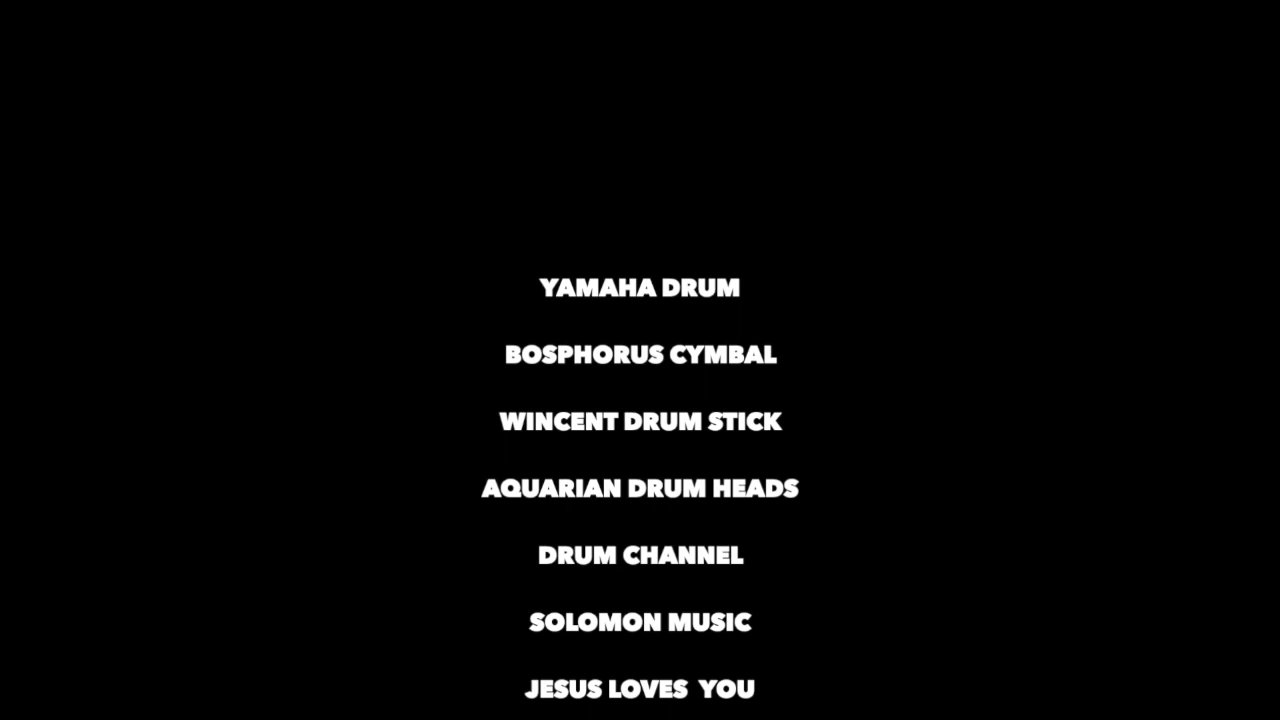 YAMAHA DRUM
BOSPHORUS CYMBAL
WINCENT DRUM STICK
AQUARIAN DRUM HEADS
DRUM CHANNEL
SOLOMON MUSIC
JESUS LOVES  YOU